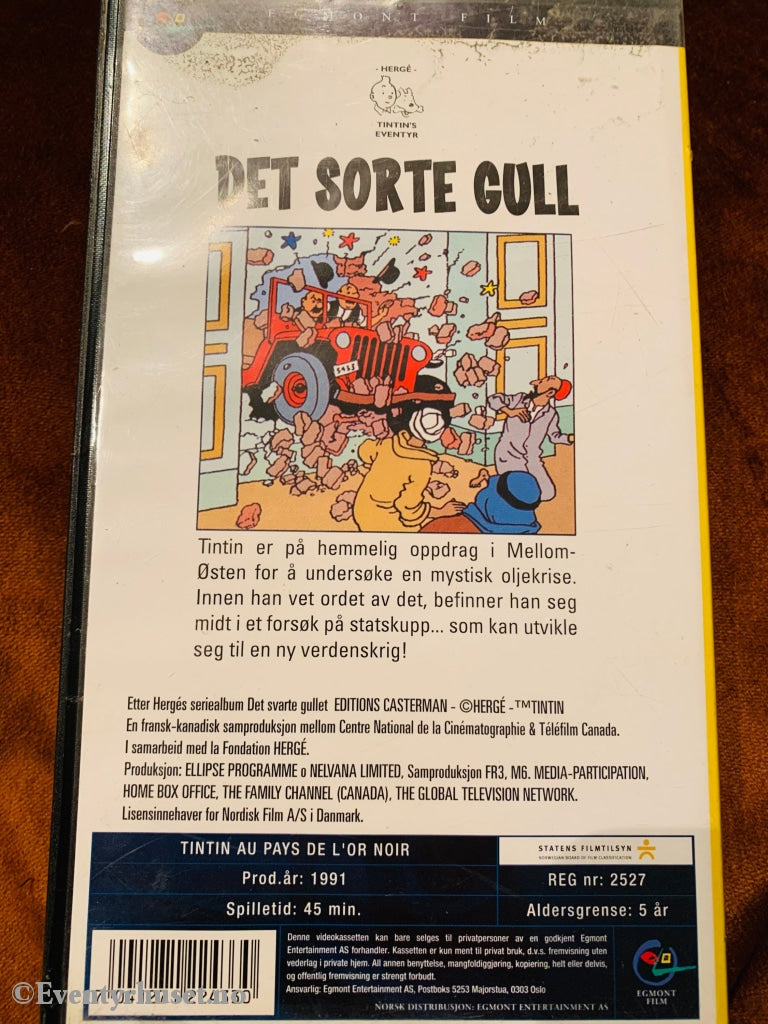 EGMONT FILM
- HERGÉ -
TINTIN'S
EVENTYR
DET SORTE GULL
Tintin er på hemmelig oppdrag i Mellom-
Østen for å undersøke en mystisk oljekrise.
Innen han vet ordet av det, befinner han seg
midt i et forsøk på statskupp... som kan utvikle
seg til en ny verdenskrig!
Etter Hergés seriealbum Det svarte gullet EDITIONS CASTERMAN - ©HERGÉ -™TINTIN
En fransk-kanadisk samproduksjon mellom Centre National de la Cinématographie & Téléfilm Canada.
I samarbeid med la Fondation HERGÉ.
Produksjon: ELLIPSE PROGRAMME o NELVANA LIMITED, Samproduksjon FR3, M6. MEDIA-PARTICIPATION,
HOME BOX OFFICE, THE FAMILY CHANNEL (CANADA), THE GLOBAL TELEVISION NETWORK.
Lisensinnehaver for Nordisk Film A/S i Danmark.
TINTIN AU PAYS DE L'OR NOIR
STATENS FILMTILSYN
NORWEGIAN BOARD OF FILM CLASSIFICATION
Prod.år: 1991
REG nr: 2527
Spilletid: 45 min.
Aldersgrense: 5 år
Denne videokassetten kan bare selges til privatpersoner av en godkjent Egmont
Entertainment AS forhandler. Kassetten er kun ment til privat bruk, d.v.s. fremvisning uten
vederlag i private hjem. All annen benyttelse, mangfoldiggjøring, kopiering, helt eller delvis,
og offentlig fremvisning er strengt forbudt.
Ansvarlig: Egmont Entertainment AS, Postboks 5253 Majorstua, 0303 Oslo
NORSK DISTRIBUSJON: EGMONT ENTERTAINMENT AS
EGMONT
FILM
©Eventyrhuset.no